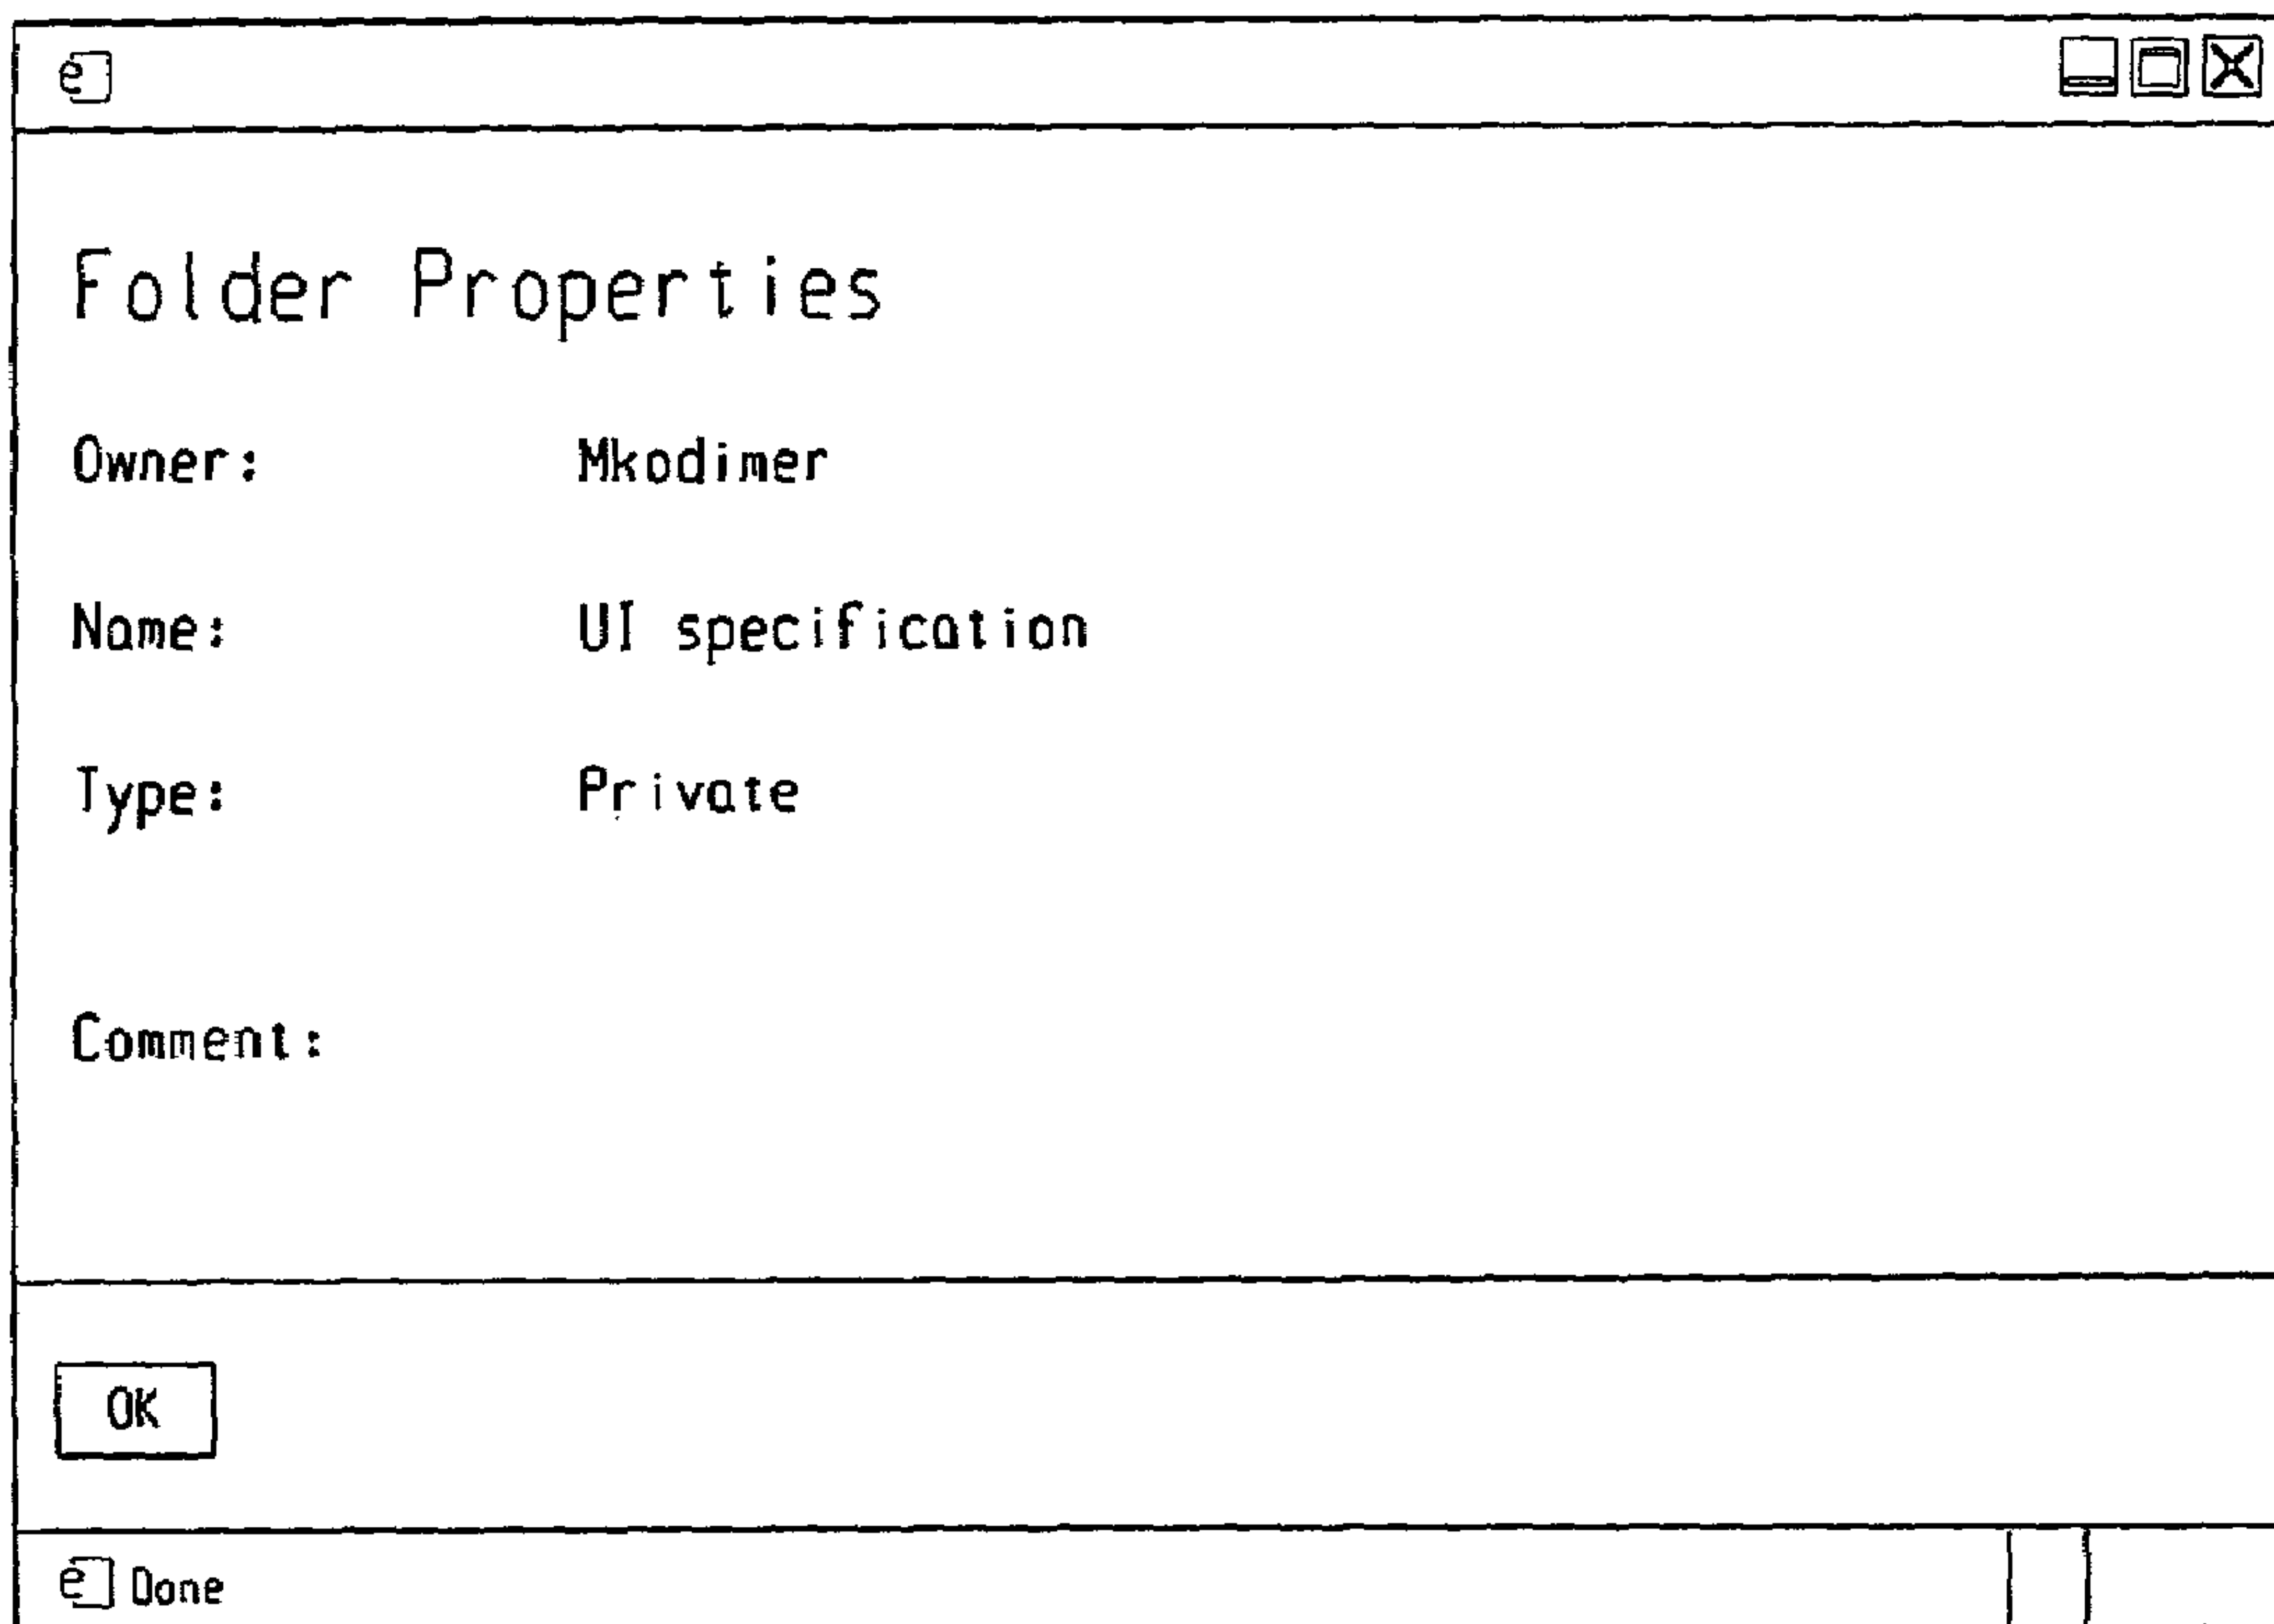 e
Folder Properties
Owner: Mkodimer
Name: UI specification
Type: Private
Comment:
OK
e Done